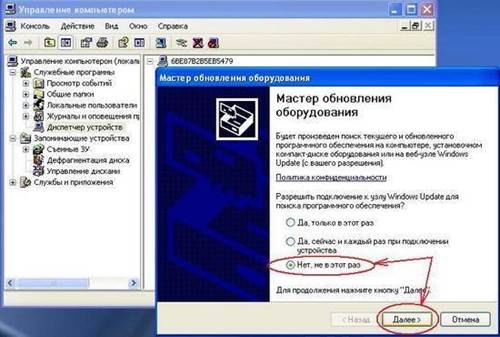 Управление компьютером
Консоль Действие Вид Окно Справка
Управление компьютером (локаль
Служебные программы
Просмотр событий
Общие папки
Локальные пользователи
Журналы и оповещения пр
Диспетчер устройств
Запоминающие устройства
Съемные ЗУ
Дефрагментация диска
Управление дисками
Службы и приложения
6BE87B2B5EB5479
Мастер обновления оборудования
Мастер обновления
оборудования
Будет произведен поиск текущего и обновленного
программного обеспечения на компьютере, установочном
компакт-диске оборудования или на веб-узле Windows
Update (с вашего разрешения).
Политика конфиденциальности
Разрешить подключение к узлу Windows Update для
поиска программного обеспечения?
Да, только в этот раз
Да, сейчас и каждый раз при подключении
устройства
Нет, не в этот раз
Для продолжения нажмите кнопку "Далее".
< Назад Далее > Отмена